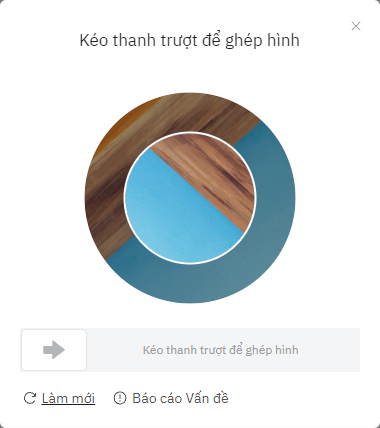 Kéo thanh trượt để ghép hình
Kéo thanh trượt để ghép hình
Làm mới
Báo cáo Vấn đề